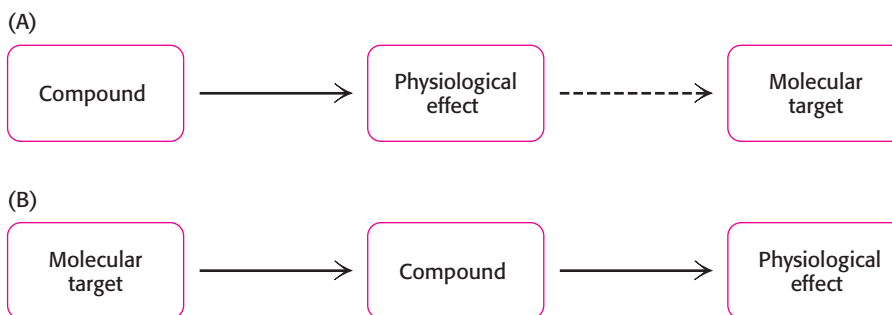 (A)
Compound
Physiological
effect
Molecular
target
(B)
Molecular
target
Compound
Physiological
effect